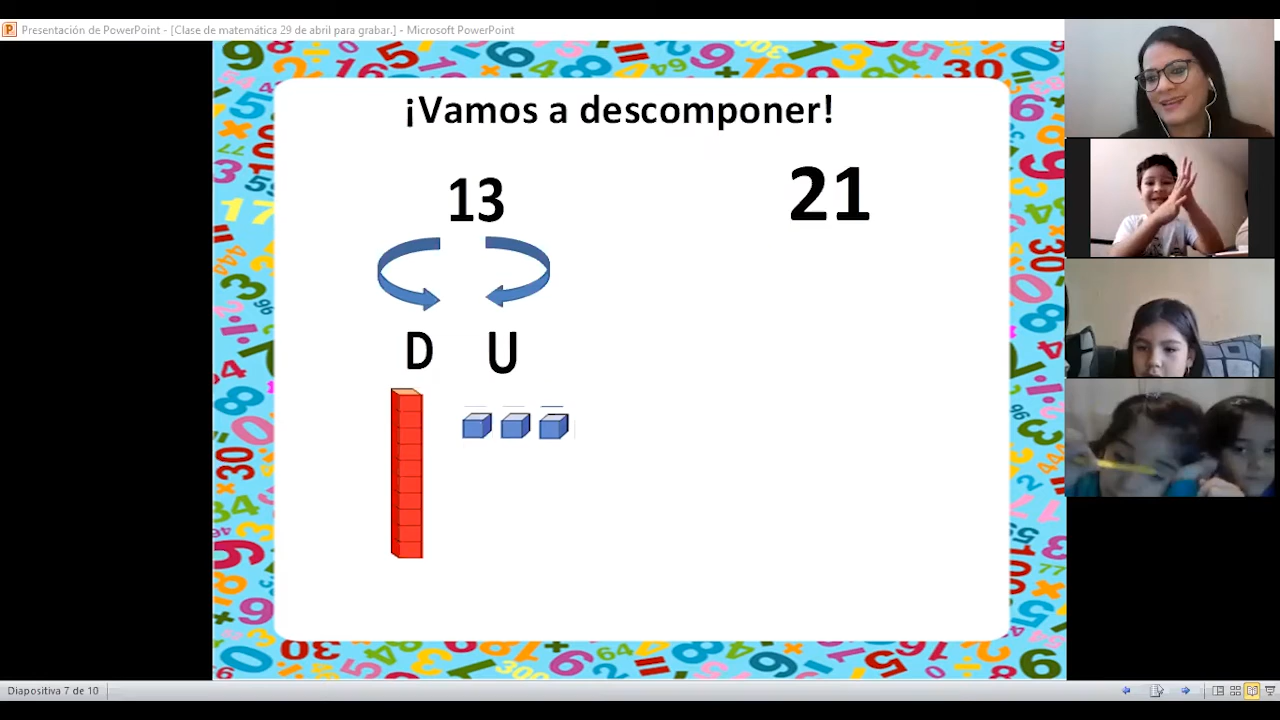 Presentación de PowerPoint - [Clase de matemática 29 de abril para grabar.] - Microsoft PowerPoint
¡Vamos a descomponer!
13 21
D U
Diapositiva 7 de 10